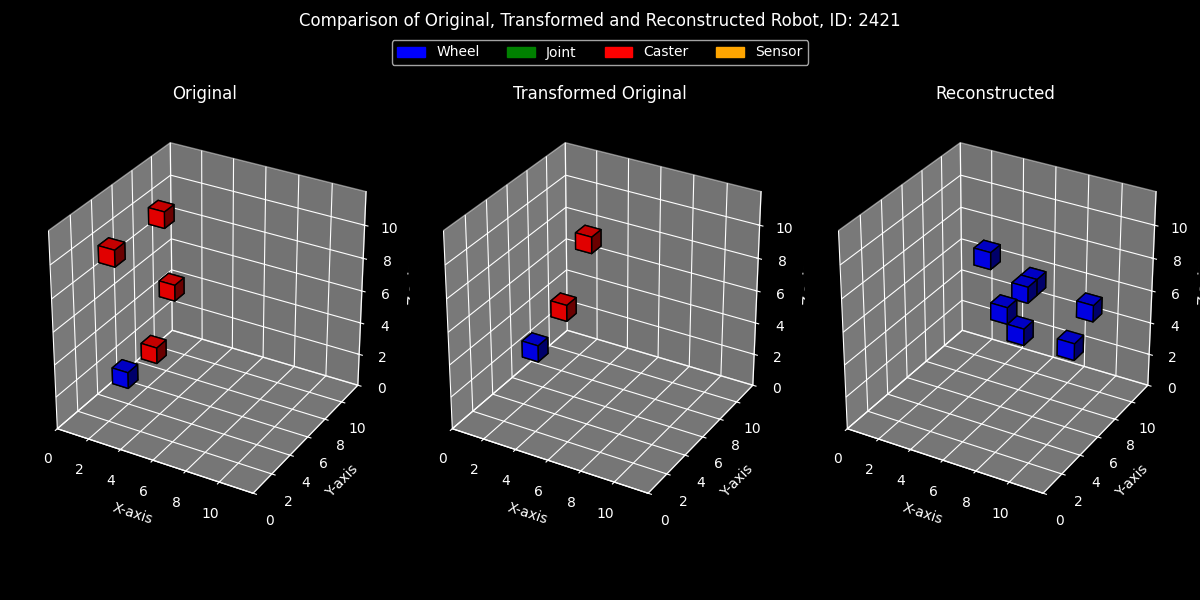 Comparison of Original, Transformed and Reconstructed Robot, ID: 2421
Wheel Joint Caster Sensor
Original Transformed Original Reconstructed
10 10 10
8 8 8
6 6 6
4 4 4
2 2 2
0 0 0
0 2 4 6 8 10 0 2 4 6 8 10 0 2 4 6 8 10
0 2 4 6 8 10 0 2 4 6 8 10 0 2 4 6 8 10
X-axis Y-axis X-axis Y-axis X-axis Y-axis